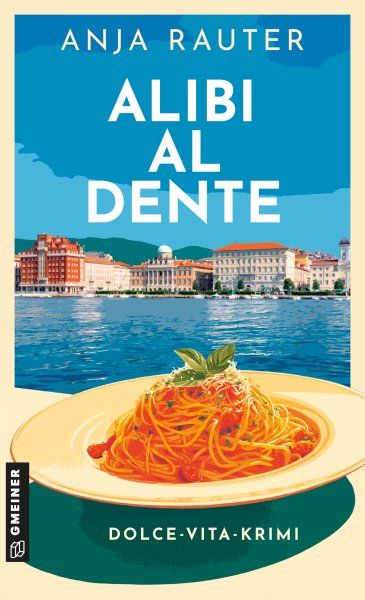 ANJA RAUTER
ALIBI
AL
DENTE
GMEINER
DOLCE-VITA-KRIMI